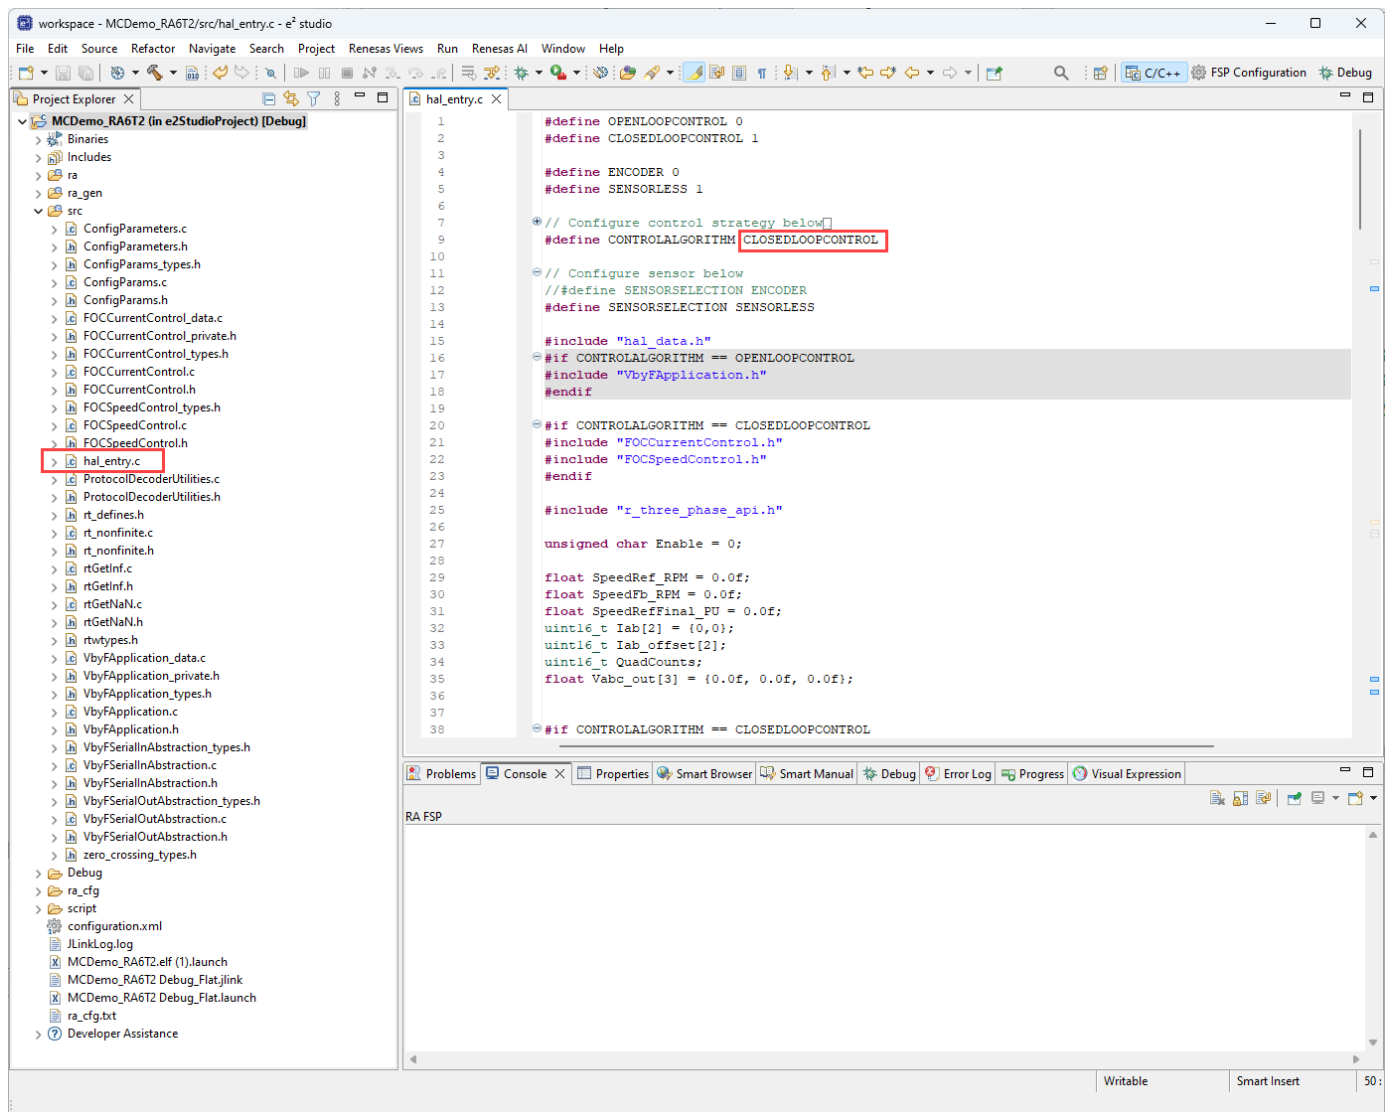 workspace - MCDemo_RA6T2/src/hal_entry.c - e² studio
File Edit Source Refactor Navigate Search Project Renesas Views Run Renesas AI Window Help
C/C++ FSP Configuration Debug
Project Explorer
MCDemo_RA6T2 (in e2StudioProject) [Debug]
Binaries
Includes
ra
ra_gen
src
ConfigParameters.c
ConfigParameters.h
ConfigParams_types.h
ConfigParams.c
ConfigParams.h
FOCCurrentControl_data.c
FOCCurrentControl_private.h
FOCCurrentControl_types.h
FOCCurrentControl.c
FOCCurrentControl.h
FOCSpeedControl_types.h
FOCSpeedControl.c
FOCSpeedControl.h
hal_entry.c
ProtocolDecoderUtilities.c
ProtocolDecoderUtilities.h
rt_defines.h
rt_nonfinite.c
rt_nonfinite.h
rtGetInf.c
rtGetInf.h
rtGetNaN.c
rtGetNaN.h
rtwtypes.h
VbyFApplication_data.c
VbyFApplication_private.h
VbyFApplication_types.h
VbyFApplication.c
VbyFApplication.h
VbyFSerialInAbstraction_types.h
VbyFSerialInAbstraction.c
VbyFSerialInAbstraction.h
VbyFSerialOutAbstraction_types.h
VbyFSerialOutAbstraction.c
VbyFSerialOutAbstraction.h
zero_crossing_types.h
Debug
ra_cfg
script
configuration.xml
JLinkLog.log
MCDemo_RA6T2.elf (1).launch
MCDemo_RA6T2 Debug_Flat.jlink
MCDemo_RA6T2 Debug_Flat.launch
ra_cfg.txt
Developer Assistance
hal_entry.c
1 #define OPENLOOPCONTROL 0
2 #define CLOSEDLOOPCONTROL 1
3
4 #define ENCODER 0
5 #define SENSORLESS 1
6
7 // Configure control strategy below
9 #define CONTROLALGORITHM CLOSEDLOOPCONTROL
10
11 // Configure sensor below
12 //#define SENSORSELECTION ENCODER
13 #define SENSORSELECTION SENSORLESS
14
15 #include "hal_data.h"
16 #if CONTROLALGORITHM == OPENLOOPCONTROL
17 #include "VbyFApplication.h"
18 #endif
19
20 #if CONTROLALGORITHM == CLOSEDLOOPCONTROL
21 #include "FOCCurrentControl.h"
22 #include "FOCSpeedControl.h"
23 #endif
24
25 #include "r_three_phase_api.h"
26
27 unsigned char Enable = 0;
28
29 float SpeedRef_RPM = 0.0f;
30 float SpeedFb_RPM = 0.0f;
31 float SpeedRefFinal_PU = 0.0f;
32 uint16_t Iab[2] = {0,0};
33 uint16_t Iab_offset[2];
34 uint16_t QuadCounts;
35 float Vabc_out[3] = {0.0f, 0.0f, 0.0f};
36
37
38 #if CONTROLALGORITHM == CLOSEDLOOPCONTROL
Problems Console Properties Smart Browser Smart Manual Debug Error Log Progress Visual Expression
RA FSP
Writable Smart Insert 50 :